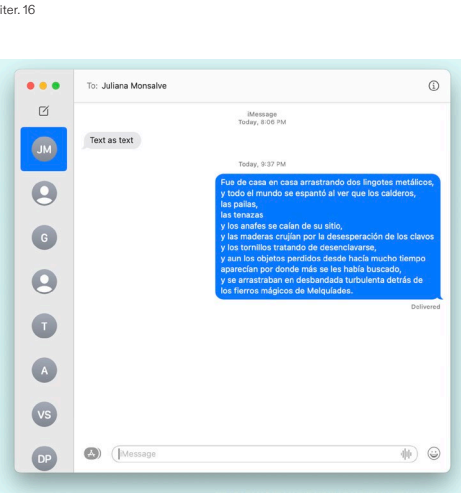 iter. 16
To: Juliana Monsalve
iMessage
Today, 8:06 PM
JM
Text as text
Today, 9:37 PM
Fue de casa en casa arrastrando dos lingotes metálicos,
y todo el mundo se espantó al ver que los calderos,
las pailas,
las tenazas
y los anafes se caían de su sitio,
y las maderas crujían por la desesperación de los clavos
y los tornillos tratando de desenclavarse,
y aun los objetos perdidos desde hacía mucho tiempo
aparecían por donde más se les había buscado,
y se arrastraban en desbandada turbulenta detrás de
los fierros mágicos de Melquíades.
Delivered
G
T
A
VS
DP
iMessage